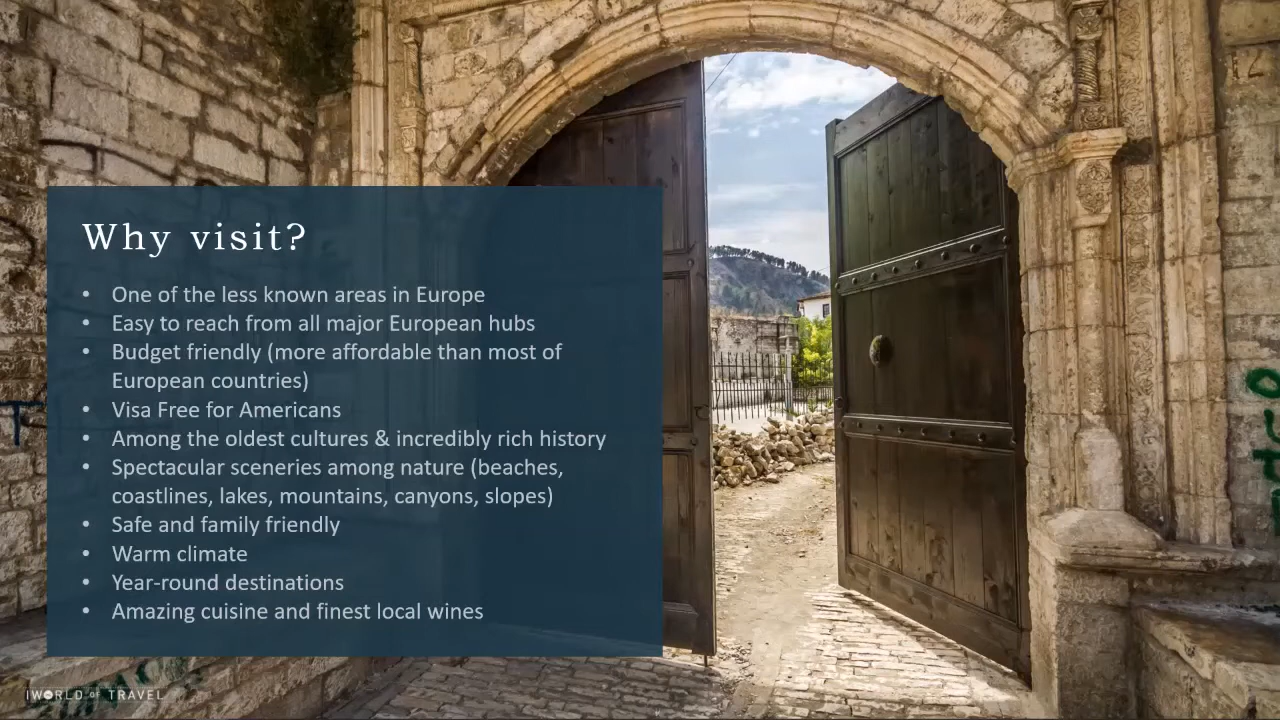 Why visit?
• One of the less known areas in Europe
• Easy to reach from all major European hubs
• Budget friendly (more affordable than most of
European countries)
• Visa Free for Americans
• Among the oldest cultures & incredibly rich history
• Spectacular sceneries among nature (beaches,
coastlines, lakes, mountains, canyons, slopes)
• Safe and family friendly
• Warm climate
• Year-round destinations
• Amazing cuisine and finest local wines
IWORLD OF TRAVEL
12